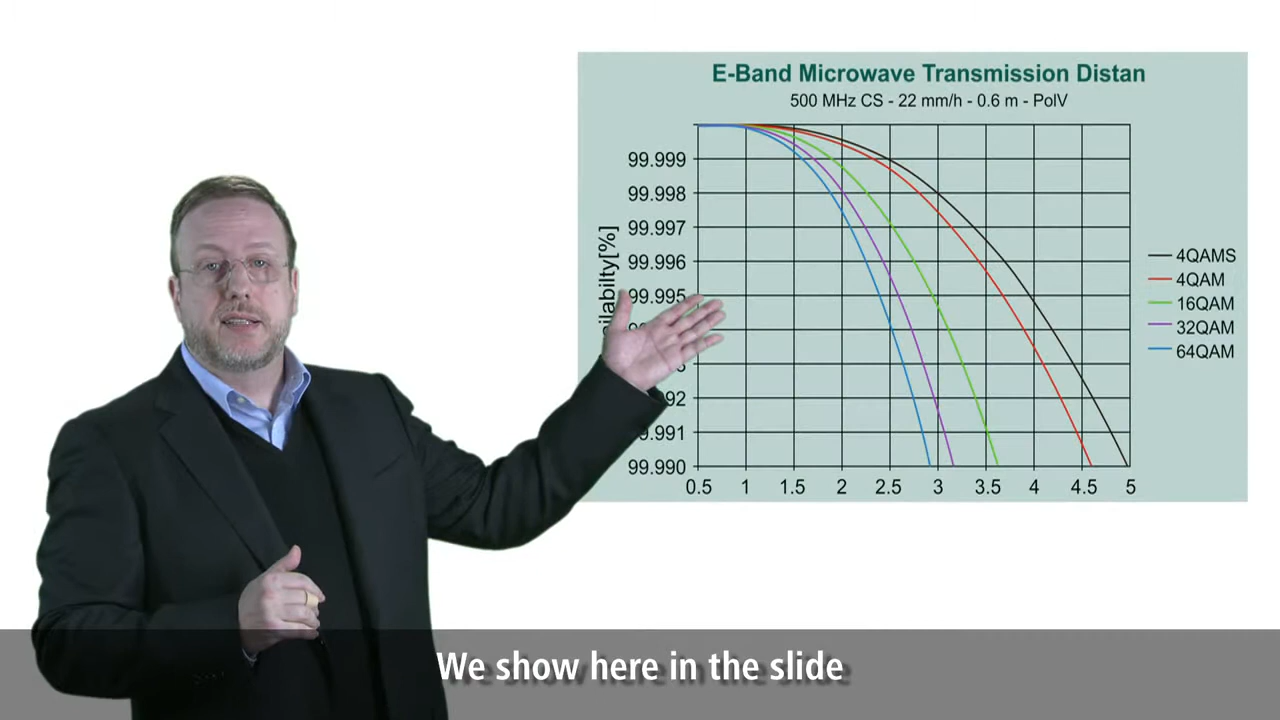 E-Band Microwave Transmission Distan
500 MHz CS - 22 mm/h - 0.6 m - PolV
99.999
99.998
99.997
99.996
99.995
99.991
99.990
0.5 1 1.5 2 2.5 3 3.5 4 4.5 5
4QAMS
4QAM
16QAM
32QAM
64QAM
We show here in the slide